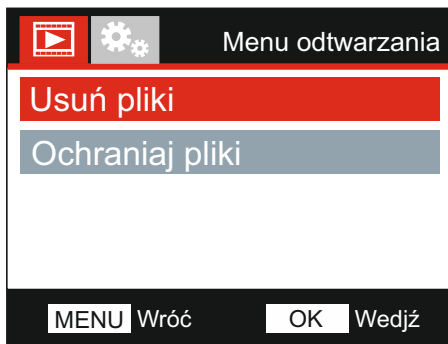 Menu odtwarzania
Usuń pliki
Ochraniaj pliki
MENU Wróć OK Wedjź